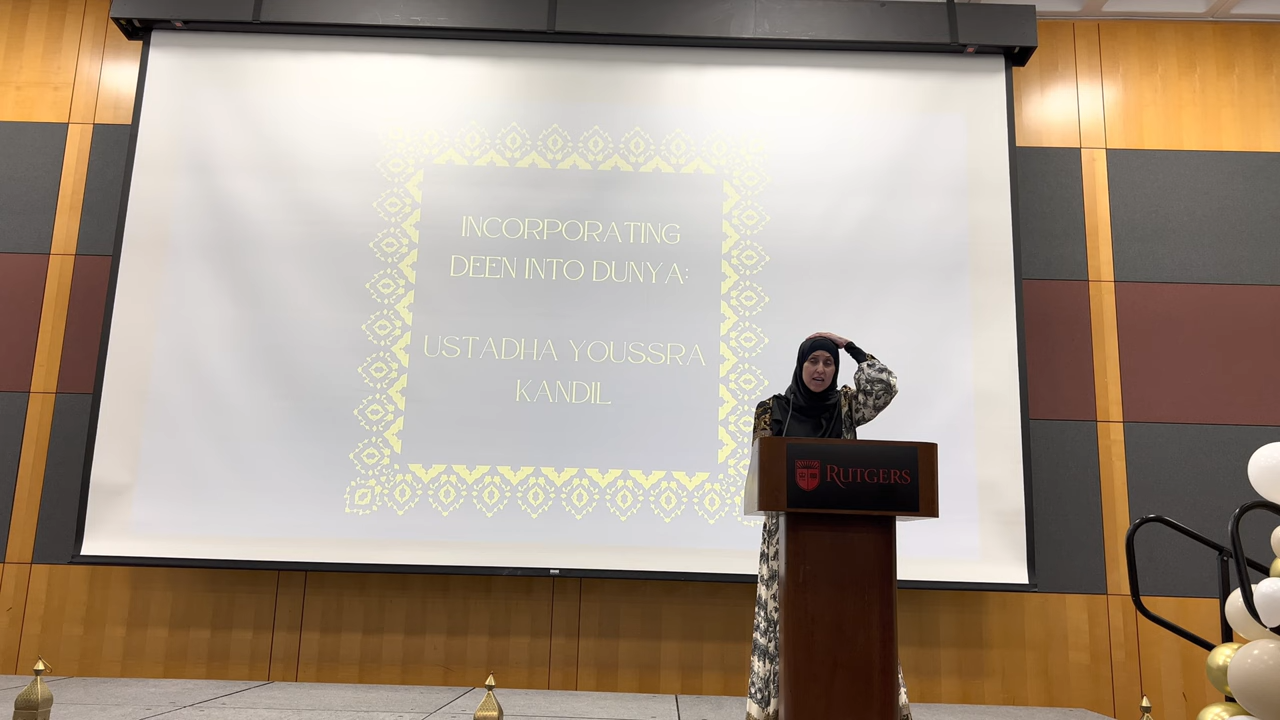 INCORPORATING
DEEN INTO DUNYA:
USTADHA YOUSSRA
KANDIL
RUTGERS